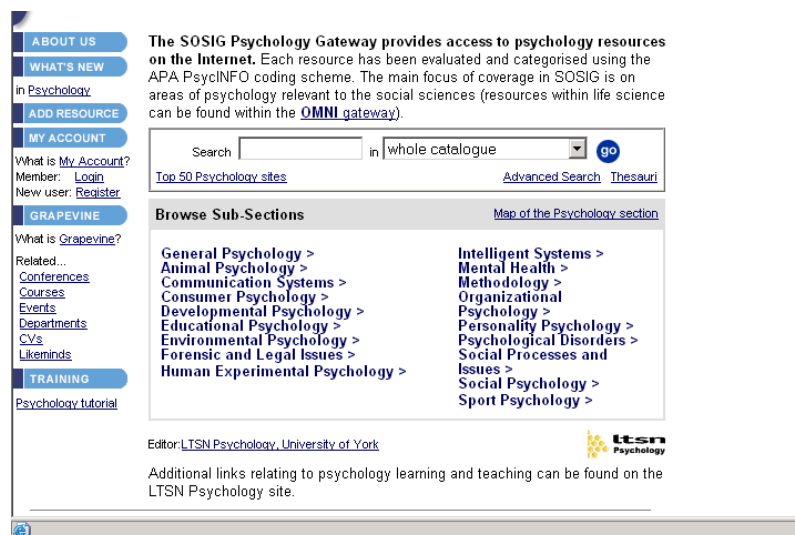 ABOUT US
WHAT'S NEW
in Psychology
ADD RESOURCE
MY ACCOUNT
What is My Account?
Member: Login
New user: Register
GRAPEVINE
What is Grapevine?
Related...
Conferences
Courses
Events
Departments
CVs
Likeminds
TRAINING
Psychology tutorial
The SOSIG Psychology Gateway provides access to psychology resources
on the Internet. Each resource has been evaluated and categorised using the
APA PsycINFO coding scheme. The main focus of coverage in SOSIG is on
areas of psychology relevant to the social sciences (resources within life science
can be found within the OMNI gateway).
Search in whole catalogue go
Top 50 Psychology sites Advanced Search Thesauri
Browse Sub-Sections Map of the Psychology section
General Psychology >
Animal Psychology >
Communication Systems >
Consumer Psychology >
Developmental Psychology >
Educational Psychology >
Environmental Psychology >
Forensic and Legal Issues >
Human Experimental Psychology >
Intelligent Systems >
Mental Health >
Methodology >
Organizational
Psychology >
Personality Psychology >
Psychological Disorders >
Social Processes and
Issues >
Social Psychology >
Sport Psychology >
Editor:LTSN Psychology, University of York
ltsn
Psychology
Additional links relating to psychology learning and teaching can be found on the
LTSN Psychology site.